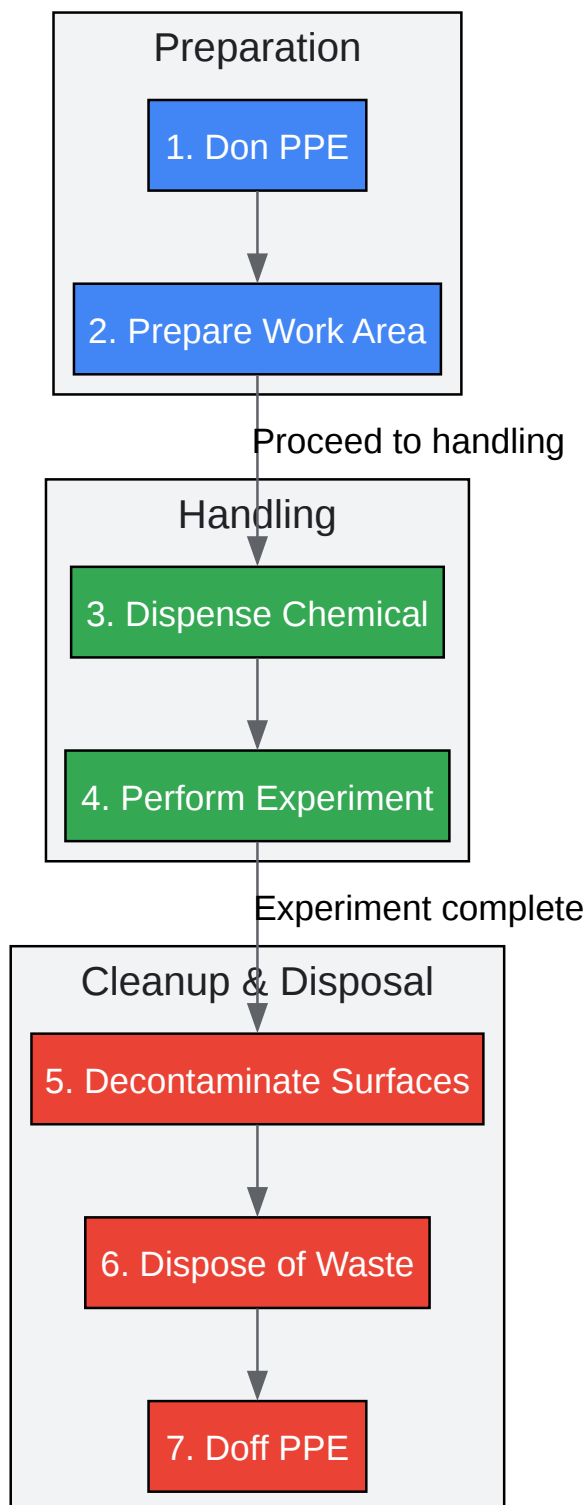 Preparation
1. Don PPE
2. Prepare Work Area
Proceed to handling
Handling
3. Dispense Chemical
4. Perform Experiment
Experiment complete
Cleanup & Disposal
5. Decontaminate Surfaces
6. Dispose of Waste
7. Doff PPE